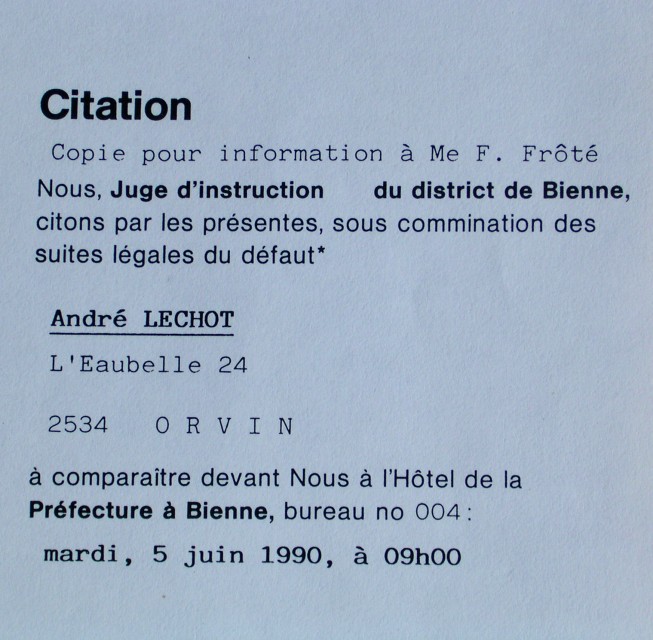 Citation
Copie pour information à Me F. Frôté
Nous, Juge d'instruction du district de Bienne,
citons par les présentes, sous commination des
suites légales du défaut*
André LECHOT
L'Eaubelle 24
2534 O R V I N
à comparaître devant Nous à l'Hôtel de la
Préfecture à Bienne, bureau no 004:
mardi, 5 juin 1990, à 09h00